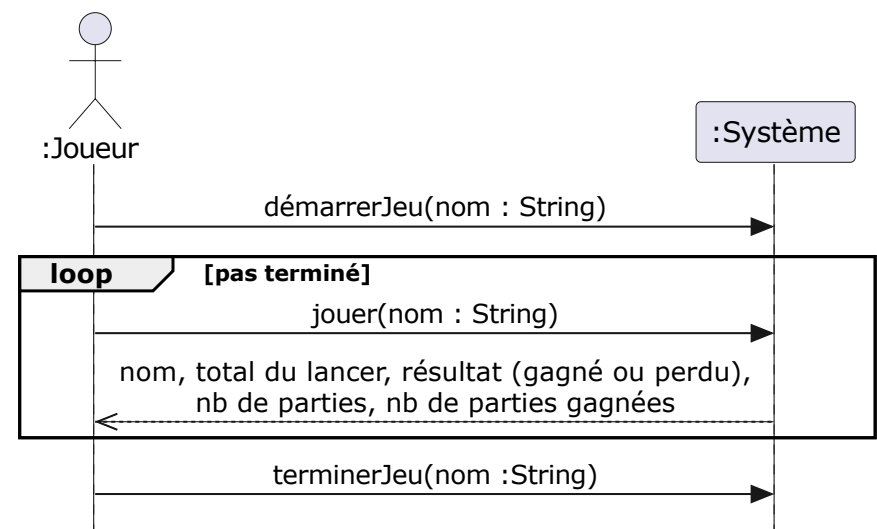 :Joueur
:Système
démarrerJeu(nom : String)
loop [pas terminé]
jouer(nom : String)
nom, total du lancer, résultat (gagné ou perdu),
nb de parties, nb de parties gagnées
terminerJeu(nom :String)